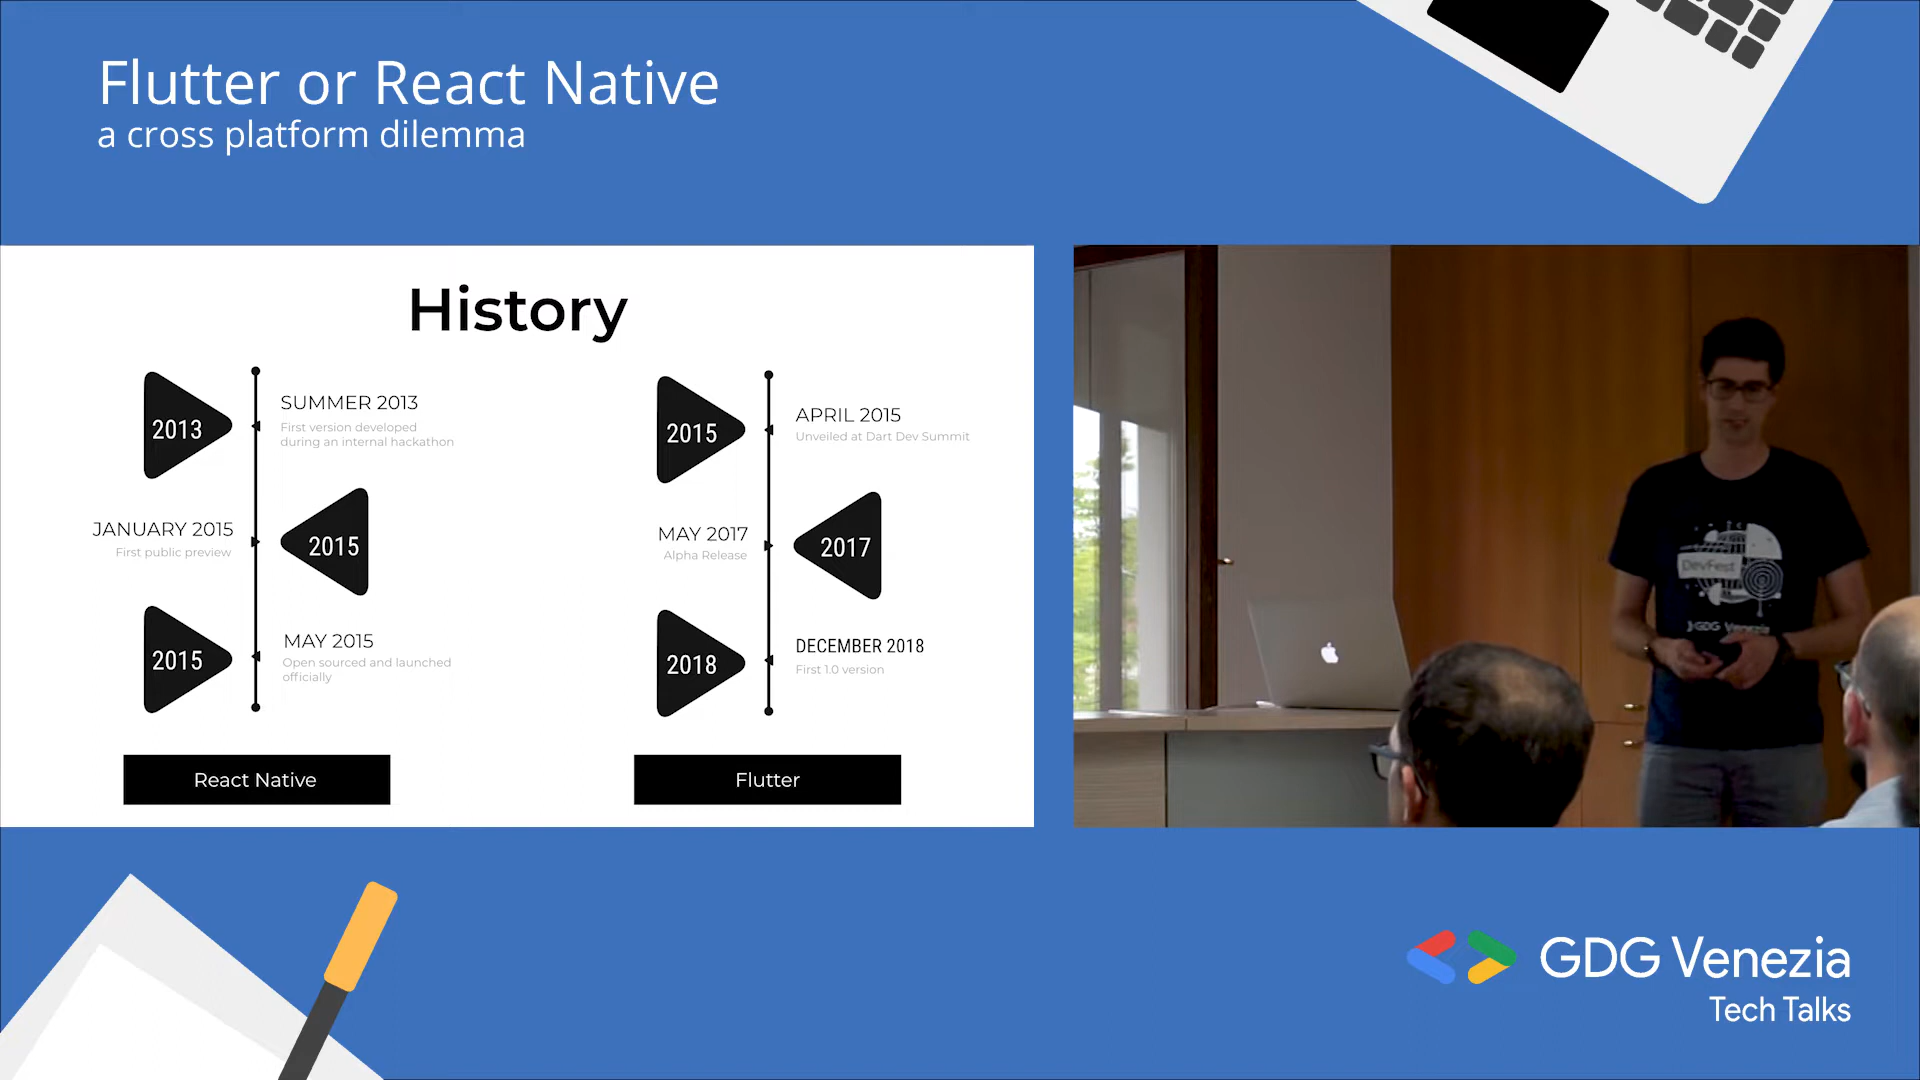 Flutter or React Native
a cross platform dilemma
History
2013
SUMMER 2013
First version developed
during an internal hackathon
JANUARY 2015
First public preview
2015
2015
MAY 2015
Open sourced and launched
officially
React Native
2015
APRIL 2015
Unveiled at Dart Dev Summit
MAY 2017
Alpha Release
2017
2018
DECEMBER 2018
First 1.0 version
Flutter
DevFest
GDG Venezia
GDG Venezia
Tech Talks